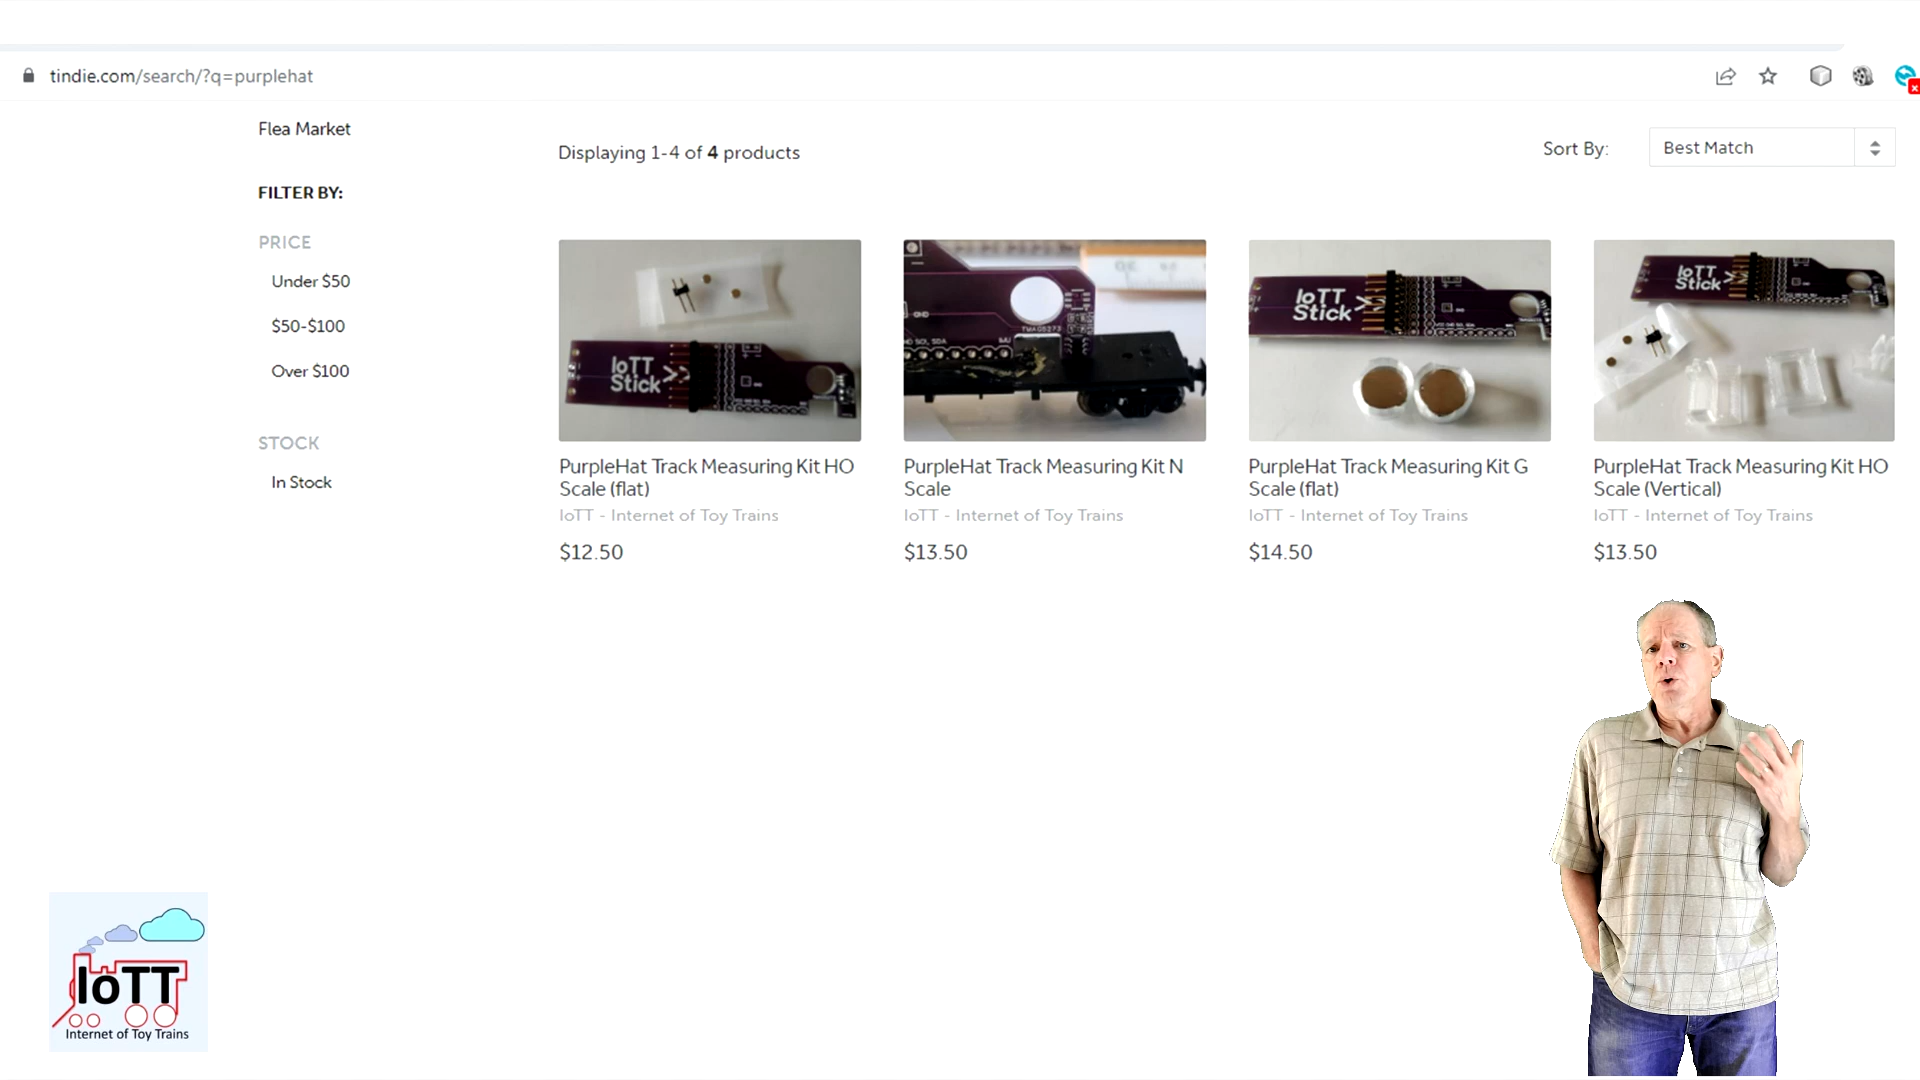 tindie.com/search/?q=purplehat
Flea Market
FILTER BY:
PRICE
Under $50
$50-$100
Over $100
STOCK
In Stock
Displaying 1-4 of 4 products
Sort By:
Best Match
IoTT
Stick >>
PurpleHat Track Measuring Kit HO
Scale (flat)
IoTT - Internet of Toy Trains
$12.50
GND
TMAG5273
SCL, SDA
PurpleHat Track Measuring Kit N
Scale
IoTT - Internet of Toy Trains
$13.50
IoTT
Stick
PurpleHat Track Measuring Kit G
Scale (flat)
IoTT - Internet of Toy Trains
$14.50
IoTT
Stick
PurpleHat Track Measuring Kit HO
Scale (Vertical)
IoTT - Internet of Toy Trains
$13.50
IoTT
Internet of Toy Trains